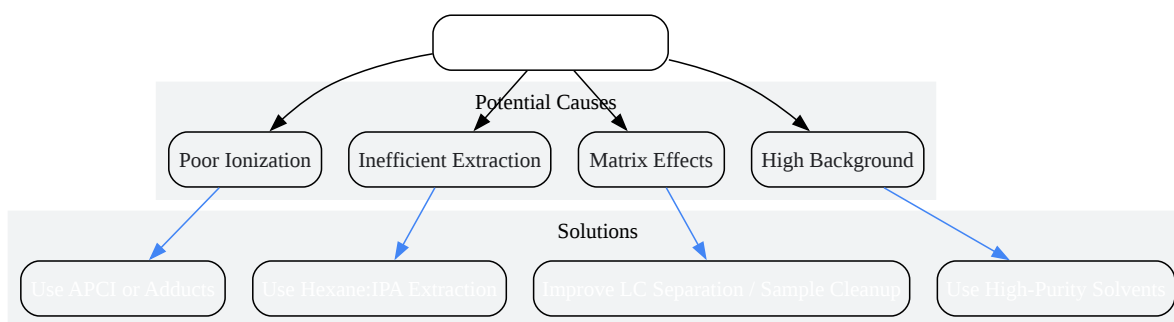 Potential Causes
Poor Ionization
Inefficient Extraction
Matrix Effects
High Background
Solutions
Use APCI or Adducts
Use Hexane:IPA Extraction
Improve LC Separation / Sample Cleanup
Use High-Purity Solvents